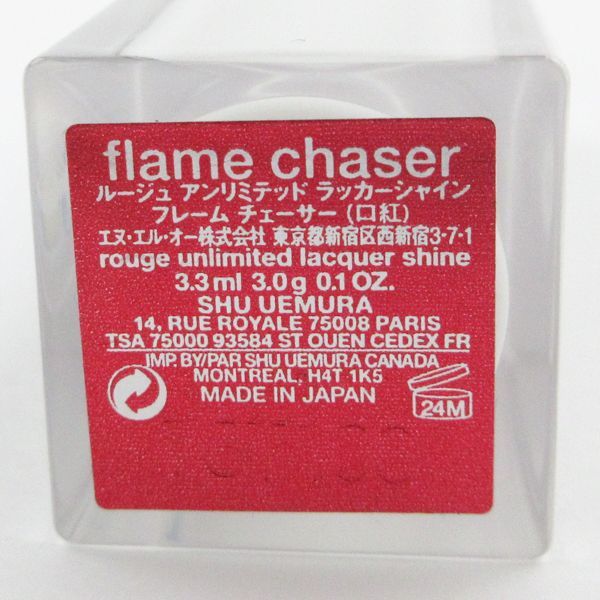 flame chaser
ルージュ アンリミテッド ラッカーシャイン
フレーム チェーサー (口紅)
エヌ・エル・オー株式会社 東京都新宿区西新宿3-7-1
rouge unlimited lacquer shine
3.3 ml 3.0 g 0.1 OZ.
SHU UEMURA
14, RUE ROYALE 75008 PARIS
TSA 75000 93584 ST OUEN CEDEX FR
IMP. BY/PAR SHU UEMURA CANADA
MONTREAL, H4T 1K5
MADE IN JAPAN
24M